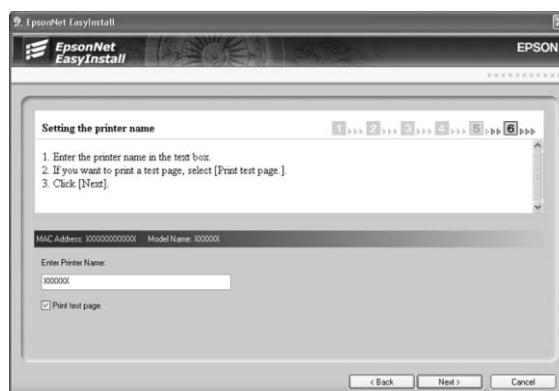 EpsonNet EasyInstall
EpsonNet
EasyInstall
EPSON
Setting the printer name
1 2 3 4 5 6
1. Enter the printer name in the text box.
2. If you want to print a test page, select [Print test page.].
3. Click [Next].
MAC Address: XXXXXXXXXXXX Model Name: XXXXXX
Enter Printer Name:
XXXXXX
Print test page.
< Back Next > Cancel